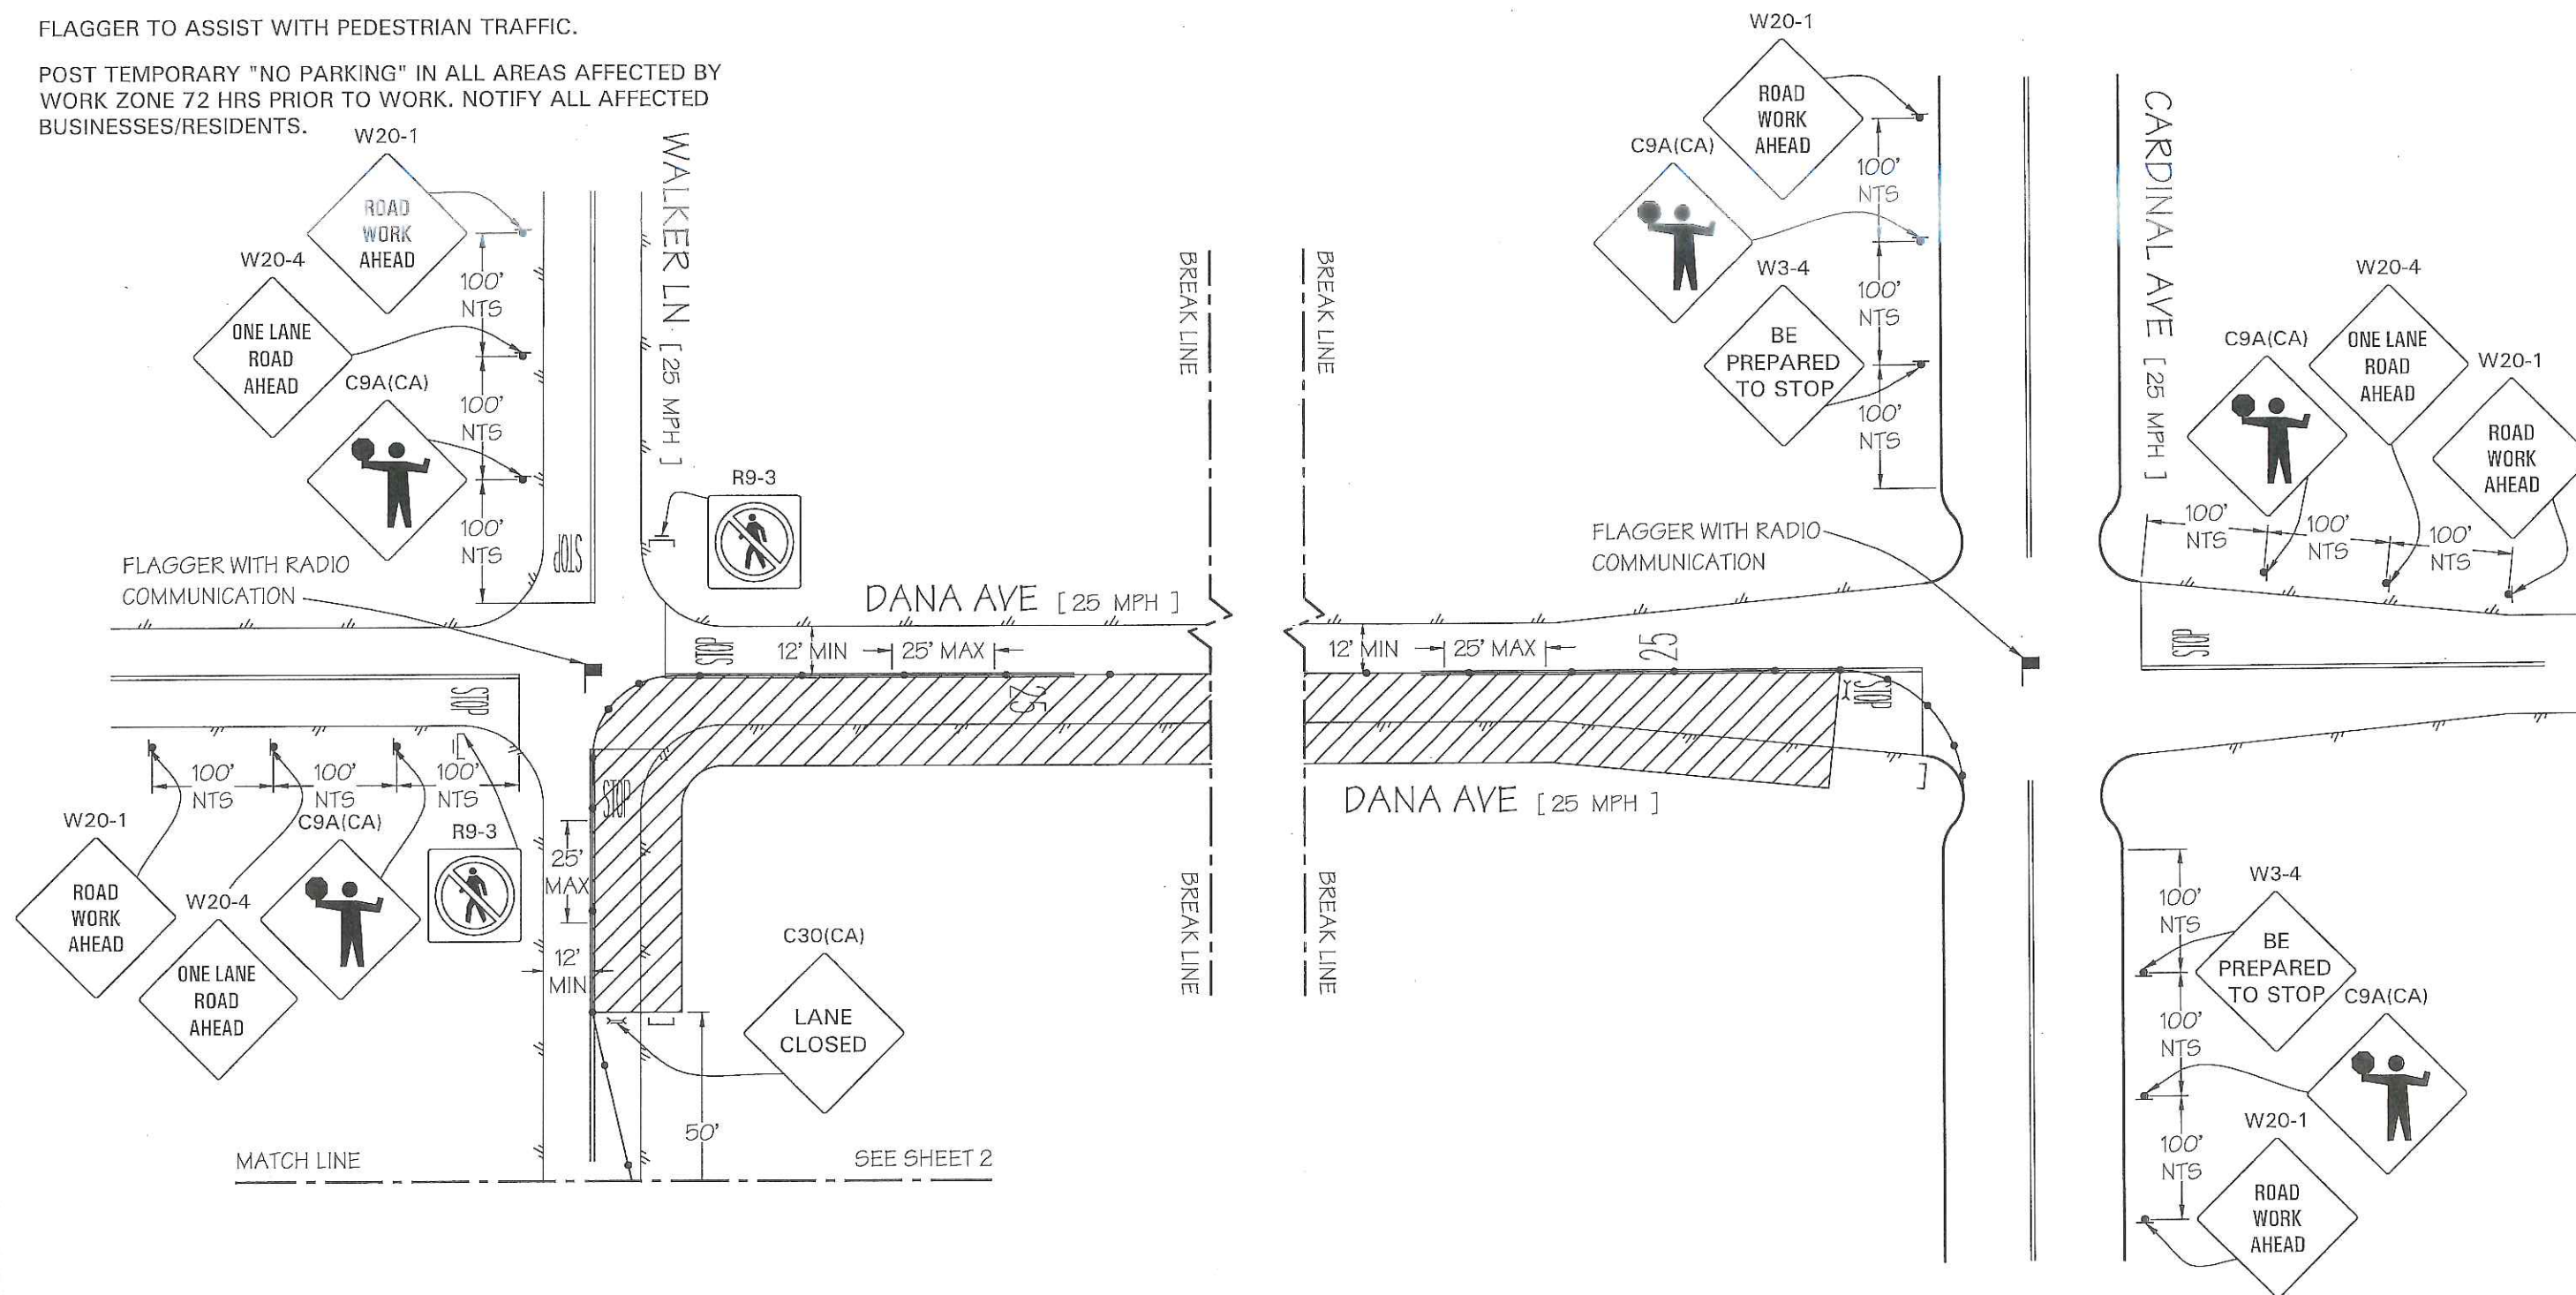 FLAGGER TO ASSIST WITH PEDESTRIAN TRAFFIC.
POST TEMPORARY "NO PARKING" IN ALL AREAS AFFECTED BY
WORK ZONE 72 HRS PRIOR TO WORK. NOTIFY ALL AFFECTED
BUSINESSES/RESIDENTS.
W20-1
ROAD
WORK
AHEAD
W20-4
ONE LANE
ROAD
AHEAD
C9A(CA)
100'
NTS
100'
NTS
100'
NTS
STOP
WALKER LN [ 25 MPH ]
R9-3
FLAGGER WITH RADIO
COMMUNICATION
DANA AVE [ 25 MPH ]
STOP
12' MIN
25' MAX
25
STOP
100'
NTS
100'
NTS
100'
NTS
W20-1
ROAD
WORK
AHEAD
W20-4
ONE LANE
ROAD
AHEAD
C9A(CA)
R9-3
STOP
25'
MAX
12'
MIN
C30(CA)
LANE
CLOSED
50'
MATCH LINE
SEE SHEET 2
BREAK LINE
BREAK LINE
BREAK LINE
BREAK LINE
W20-1
ROAD
WORK
AHEAD
C9A(CA)
W3-4
BE
PREPARED
TO STOP
100'
NTS
100'
NTS
100'
NTS
CARDINAL AVE [ 25 MPH ]
FLAGGER WITH RADIO
COMMUNICATION
12' MIN
25' MAX
25
STOP
DANA AVE [ 25 MPH ]
W20-4
ONE LANE
ROAD
AHEAD
C9A(CA)
W20-1
ROAD
WORK
AHEAD
100'
NTS
100'
NTS
100'
NTS
STOP
100'
NTS
100'
NTS
100'
NTS
W3-4
BE
PREPARED
TO STOP
C9A(CA)
W20-1
ROAD
WORK
AHEAD